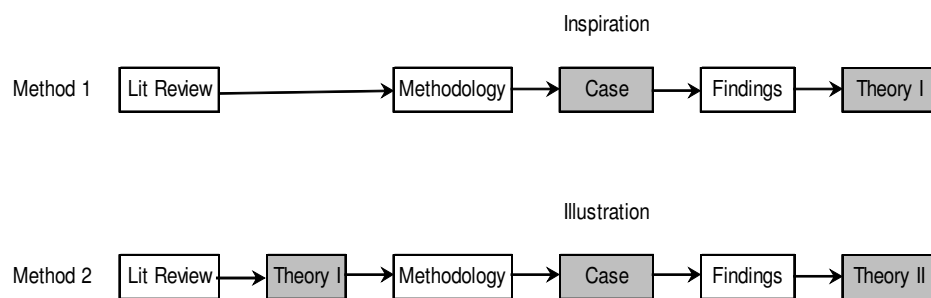 Inspiration
Method 1 Lit Review Methodology Case Findings Theory I
Illustration
Method 2 Lit Review Theory I Methodology Case Findings Theory II